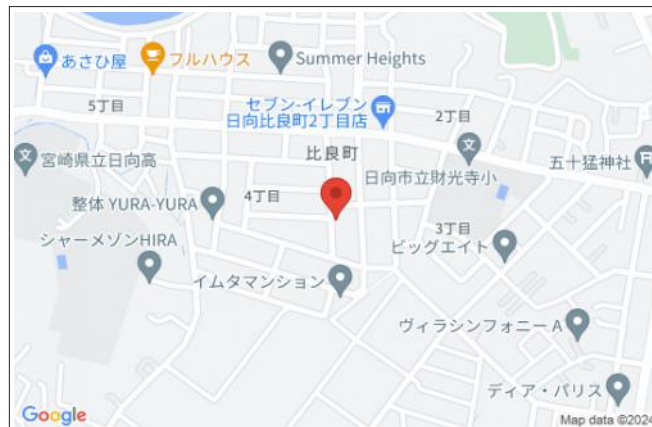 あさひ屋
フルハウス
Summer Heights
5丁目
セブン-イレブン
日向比良町2丁目店
2丁目
宮崎県立日向高
比良町
日向市立財光寺小
五十猛神社
整体 YURA-YURA
4丁目
3丁目
シャーメゾンHIRA
ビッグエイト
イムタマンション
ヴィラシンフォニー A
ディア・パリス
Google
Map data ©2024